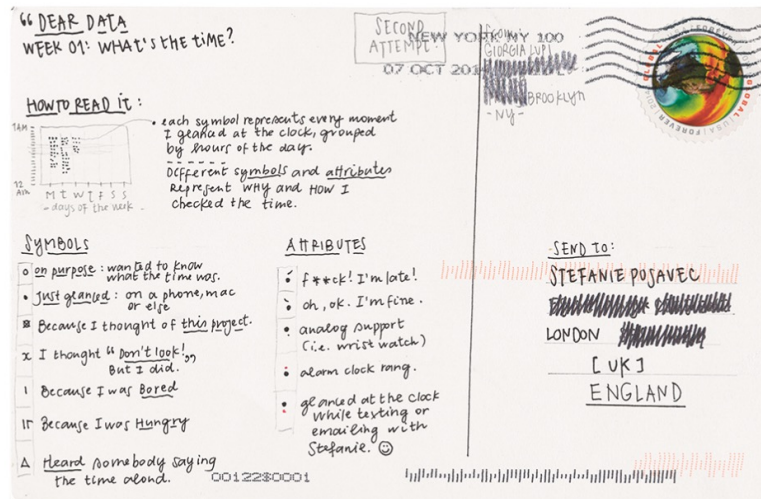 “DEAR DATA
WEEK 01: WHAT'S the tIME?
SECOND
ATTEMPT!
NEW YORK NY 100
07 OCT 201
From:
GIORGIA LUPI
BROOKLYN
-NY-
GLOBAL
USA
FOREVER
HOW TO READ It:
each symbol represents every moment
I glanced at the clock, grouped
by hours of the day.
Different symbols and attributes
Represent WHY and HOW I
checked the time.
1AM
12
AM
M t W t F S S
- days of the week -
SYMBOLS
on purpose: wanted to know
what the time was.
Just glanced: on a phone, mac
or else
Because I thought of this project.
x I thought “Don't look!,,
But I did.
Because I was Bored
Because I was Hungry
Heard somebody saying
the time aloud.
AttRIBUTES
f**ck! I'm late!
oh, ok. I'm fine.
analog support
(i.e. wrist watch)
alarm clock rang.
glanced at the clock
while texting or
emailing with
Stefanie. ☺
SEND TO:
STEFANIE POSAVEC
LONDON
[UK]
ENGLAND
00122$0001